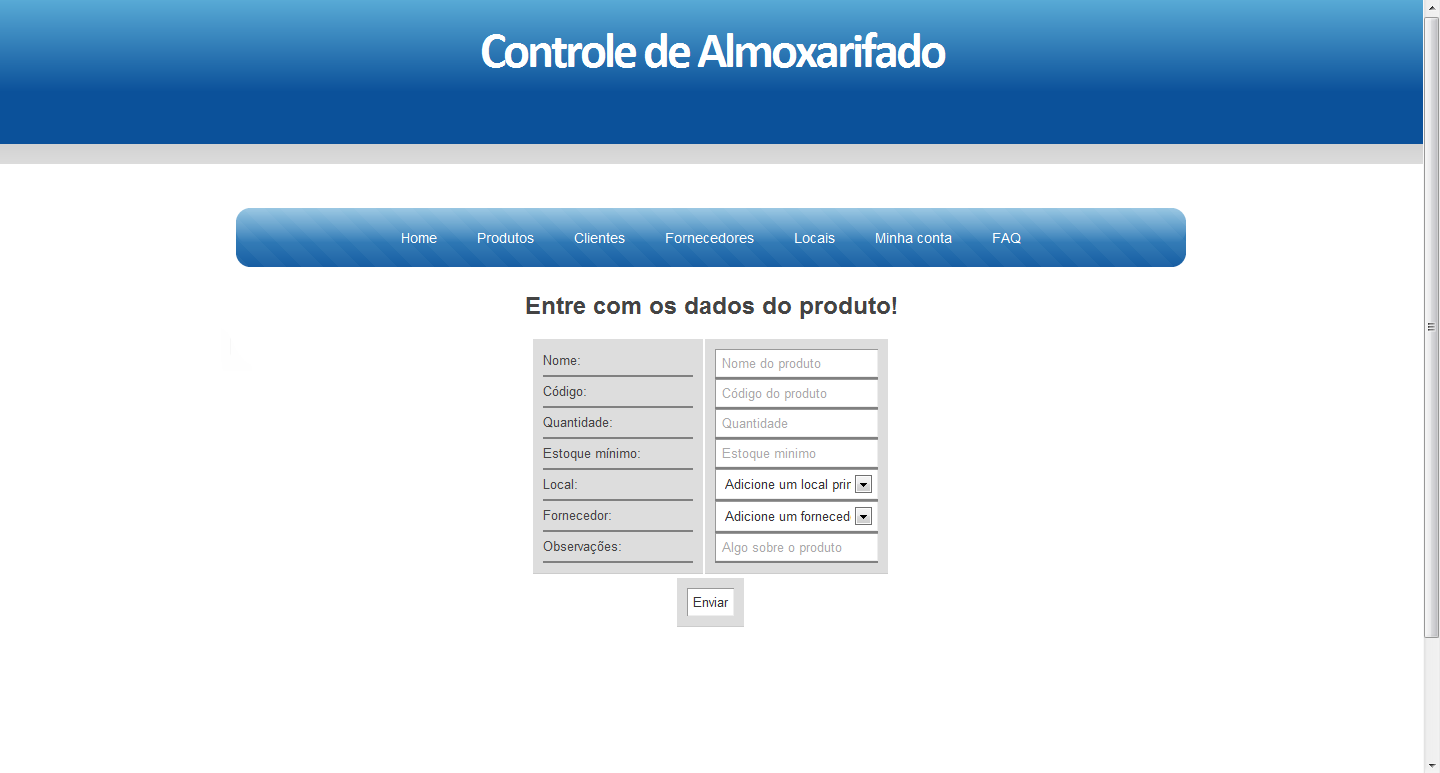 Controle de Almoxarifado
Home Produtos Clientes Fornecedores Locais Minha conta FAQ
Entre com os dados do produto!
Nome: Nome do produto
Código: Código do produto
Quantidade: Quantidade
Estoque mínimo: Estoque minimo
Local: Adicione um local prir
Fornecedor: Adicione um forneced
Observações: Algo sobre o produto
Enviar